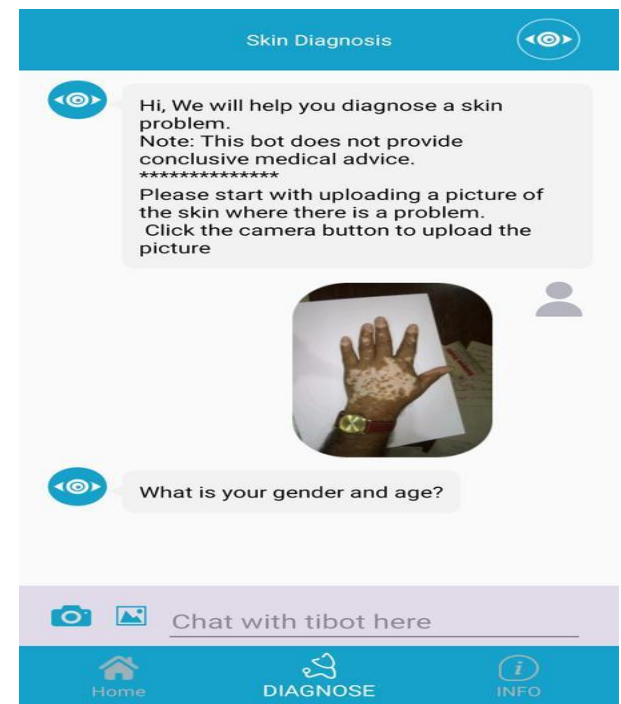 Skin Diagnosis
Hi, We will help you diagnose a skin
problem.
Note: This bot does not provide
conclusive medical advice.
**************
Please start with uploading a picture of
the skin where there is a problem.
Click the camera button to upload the
picture
What is your gender and age?
Chat with tibot here
Home
DIAGNOSE
i
INFO